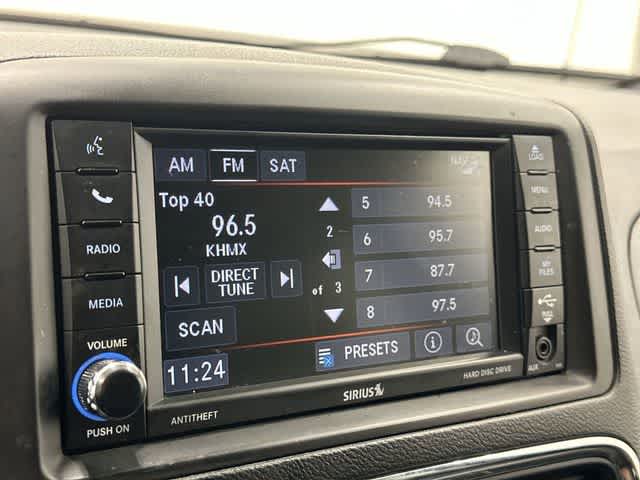 AM FM SAT
LOAD
Top 40
5 94.5
MENU
96.5
2
6 95.7
KHMX
RADIO
AUDIO
DIRECT
TUNE
7 87.7
MY
FILES
of 3
MEDIA
8 97.5
SCAN
PULL
VOLUME
PRESETS
11:24
AUX
HARD DISC DRIVE
SIRIUS
PUSH ON
ANTITHEFT